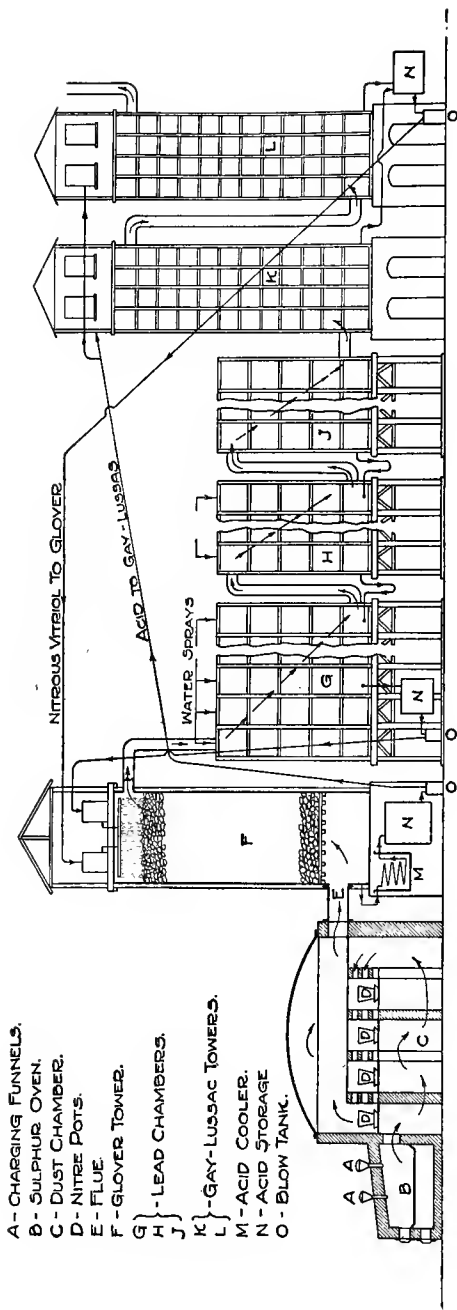 A - CHARGING FUNNELS.
B - SULPHUR OVEN.
C - DUST CHAMBER.
D - NITRE POTS.
E - FLUE.
F - GLOVER TOWER.
G
H } - LEAD CHAMBERS.
J
K
L } - GAY-LUSSAC TOWERS.
M - ACID COOLER.
N - ACID STORAGE
O - BLOW TANK.
NITROUS VITRIOL TO GLOVER
ACID TO GAY-LUSSAS
WATER SPRAYS
A
A
B
C
D
D
D
D
E
F
M
N
O
G
N
O
H
J
K
L
N
O